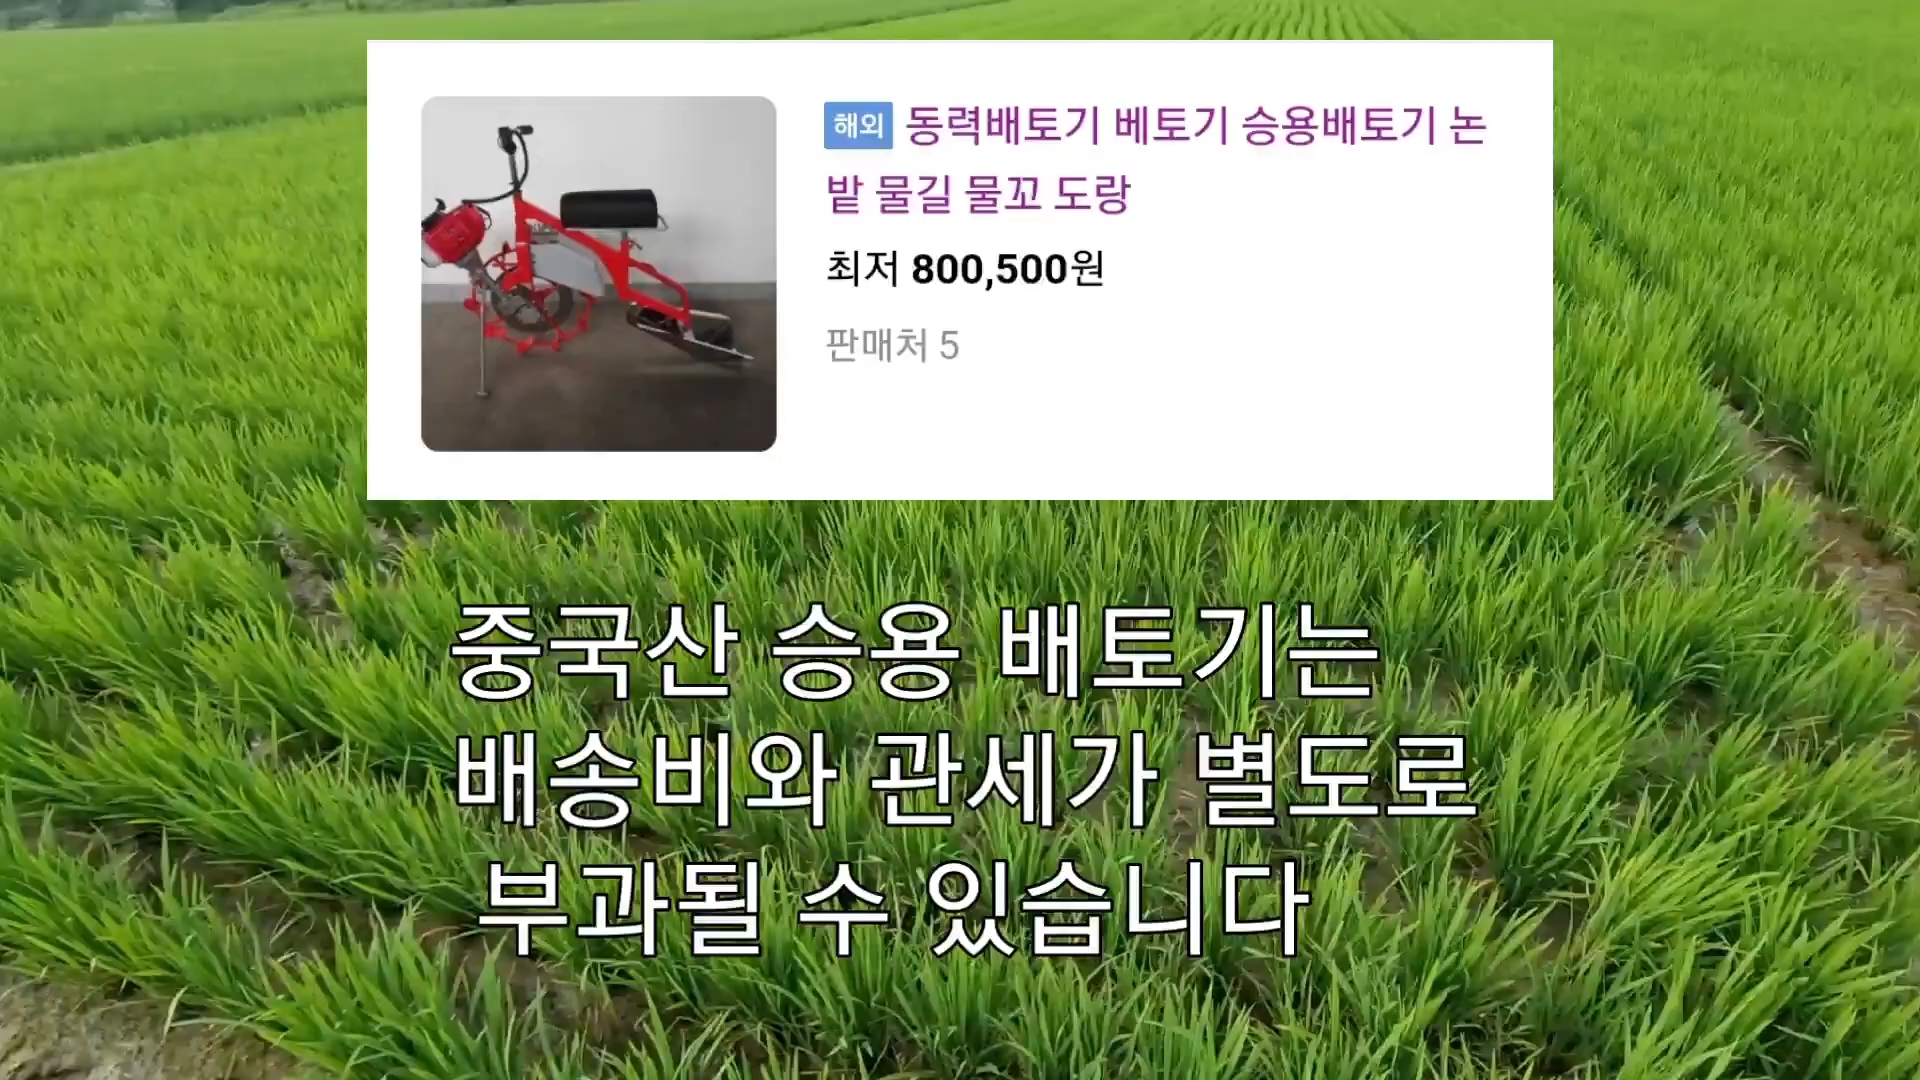 해외 동력배토기 베토기 승용배토기 논
밭 물길 물꼬 도랑
최저 800,500원
판매처 5
중국산 승용 배토기는
배송비와 관세가 별도로
부과될 수 있습니다